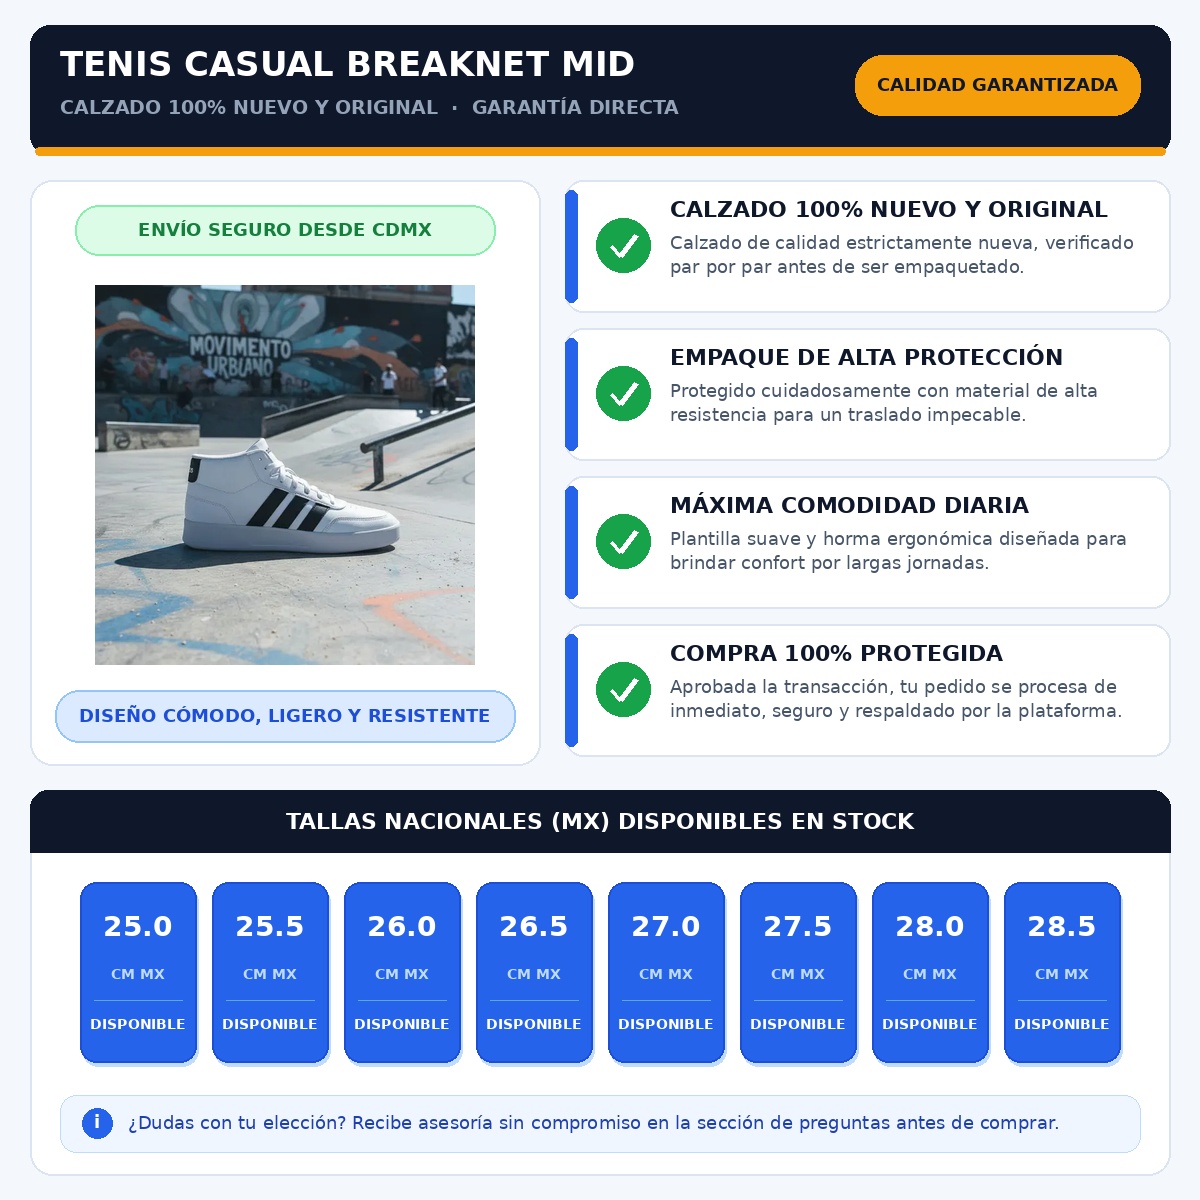 TENIS CASUAL BREAKNET MID
CALZADO 100% NUEVO Y ORIGINAL · GARANTÍA DIRECTA
CALIDAD GARANTIZADA
ENVÍO SEGURO DESDE CDMX
MOVIMENTO
URBLANO
DISEÑO CÓMODO, LIGERO Y RESISTENTE
CALZADO 100% NUEVO Y ORIGINAL
Calzado de calidad estrictamente nueva, verificado
par por par antes de ser empaquetado.
EMPAQUE DE ALTA PROTECCIÓN
Protegido cuidadosamente con material de alta
resistencia para un traslado impecable.
MÁXIMA COMODIDAD DIARIA
Plantilla suave y horma ergonómica diseñada para
brindar confort por largas jornadas.
COMPRA 100% PROTEGIDA
Aprobada la transacción, tu pedido se procesa de
inmediato, seguro y respaldado por la plataforma.
TALLAS NACIONALES (MX) DISPONIBLES EN STOCK
25.0 25.5 26.0 26.5 27.0 27.5 28.0 28.5
CM MX CM MX CM MX CM MX CM MX CM MX CM MX CM MX
DISPONIBLE DISPONIBLE DISPONIBLE DISPONIBLE DISPONIBLE DISPONIBLE DISPONIBLE DISPONIBLE
i ¿Dudas con tu elección? Recibe asesoría sin compromiso en la sección de preguntas antes de comprar.